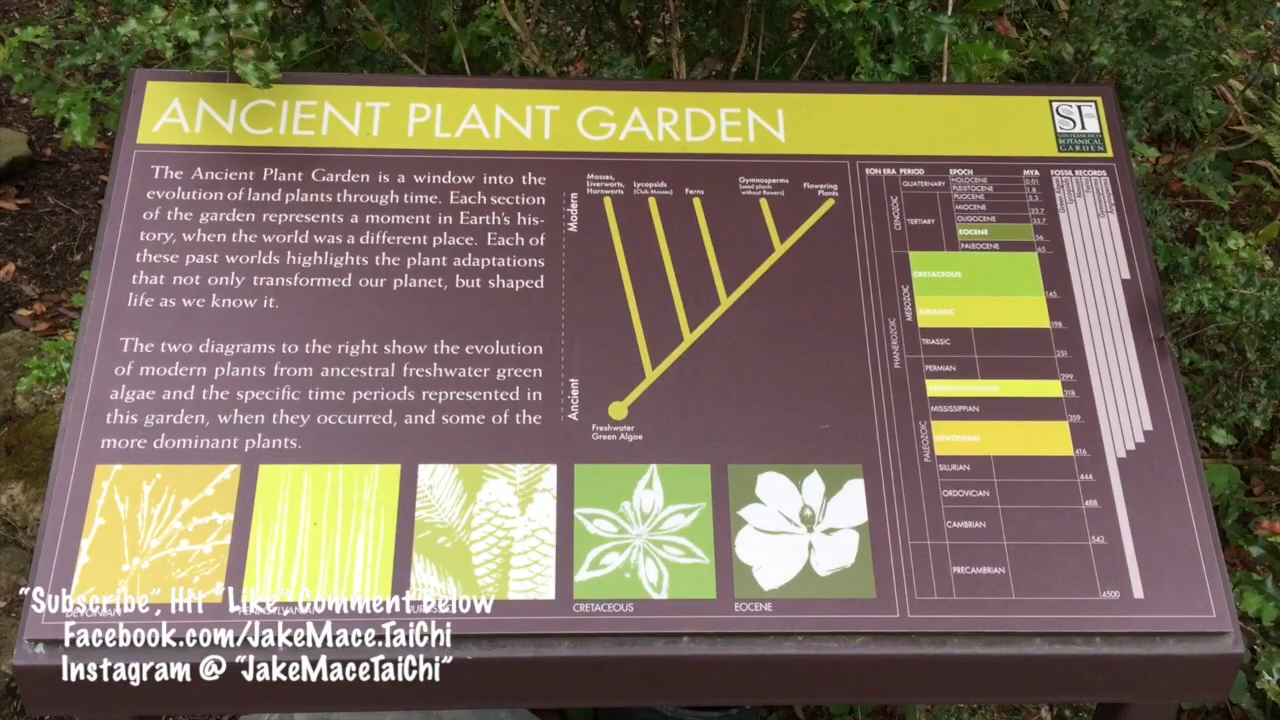 ANCIENT PLANT GARDEN
SF
SAN FRANCISCO
BOTANICAL
GARDEN
The Ancient Plant Garden is a window into the
evolution of land plants through time. Each section
of the garden represents a moment in Earth's his-
tory, when the world was a different place. Each of
these past worlds highlights the plant adaptations
that not only transformed our planet, but shaped
life as we know it.
The two diagrams to the right show the evolution
of modern plants from ancestral freshwater green
algae and the specific time periods represented in
this garden, when they occurred, and some of the
more dominant plants.
Modern
Ancient
Mosses,
Liverworts,
Hornworts
Lycopsids
(Club Mosses)
Ferns
Gymnosperms
(seed plants
without flowers)
Flowering
Plants
Freshwater
Green Algae
EON ERA PERIOD EPOCH MYA FOSSIL RECORDS
PHANEROZOIC
CENOZOIC
MESOZOIC
PALEOZOIC
QUATERNARY
HOLOCENE 0.01
PLEISTOCENE 1.8
TERTIARY
PLIOCENE 5.3
MIOCENE 23.7
OLIGOCENE 33.7
EOCENE 56
PALEOCENE 65
CRETACEOUS 145
JURASSIC 198
TRIASSIC 251
PERMIAN 299
318
MISSISSIPPIAN 359
DEVONIAN 416
SILURIAN 444
ORDOVICIAN 488
CAMBRIAN 542
PRECAMBRIAN 4500
DEVONIAN
PENNSYLVANIAN
JURASSIC
CRETACEOUS
EOCENE
"Subscribe", Hit "Like," Comment Below
Facebook.com/JakeMace.TaiChi
Instagram @ "JakeMaceTaiChi"